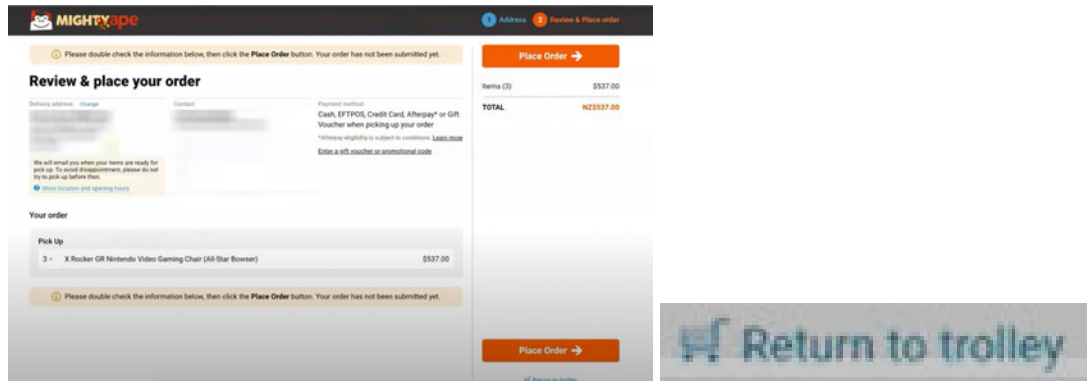 MIGHTYape
1 Address 2 Review & Place order
Please double check the information below, then click the Place Order button. Your order has not been submitted yet.
Place Order →
Review & place your order
Items (3) $537.00
TOTAL NZ$537.00
Delivery address Change
Contact
Payment method
Cash, EFTPOS, Credit Card, Afterpay* or Gift
Voucher when picking up your order
*Afterpay eligibility is subject to conditions. Learn more
Enter a gift voucher or promotional code
We will email you when your items are ready for
pick up. To avoid disappointment, please do not
try to pick up before then.
Show location and opening hours
Your order
Pick Up
3 × X Rocker GR Nintendo Video Gaming Chair (All-Star Bowser) $537.00
Please double check the information below, then click the Place Order button. Your order has not been submitted yet.
Place Order →
Return to trolley
Return to trolley